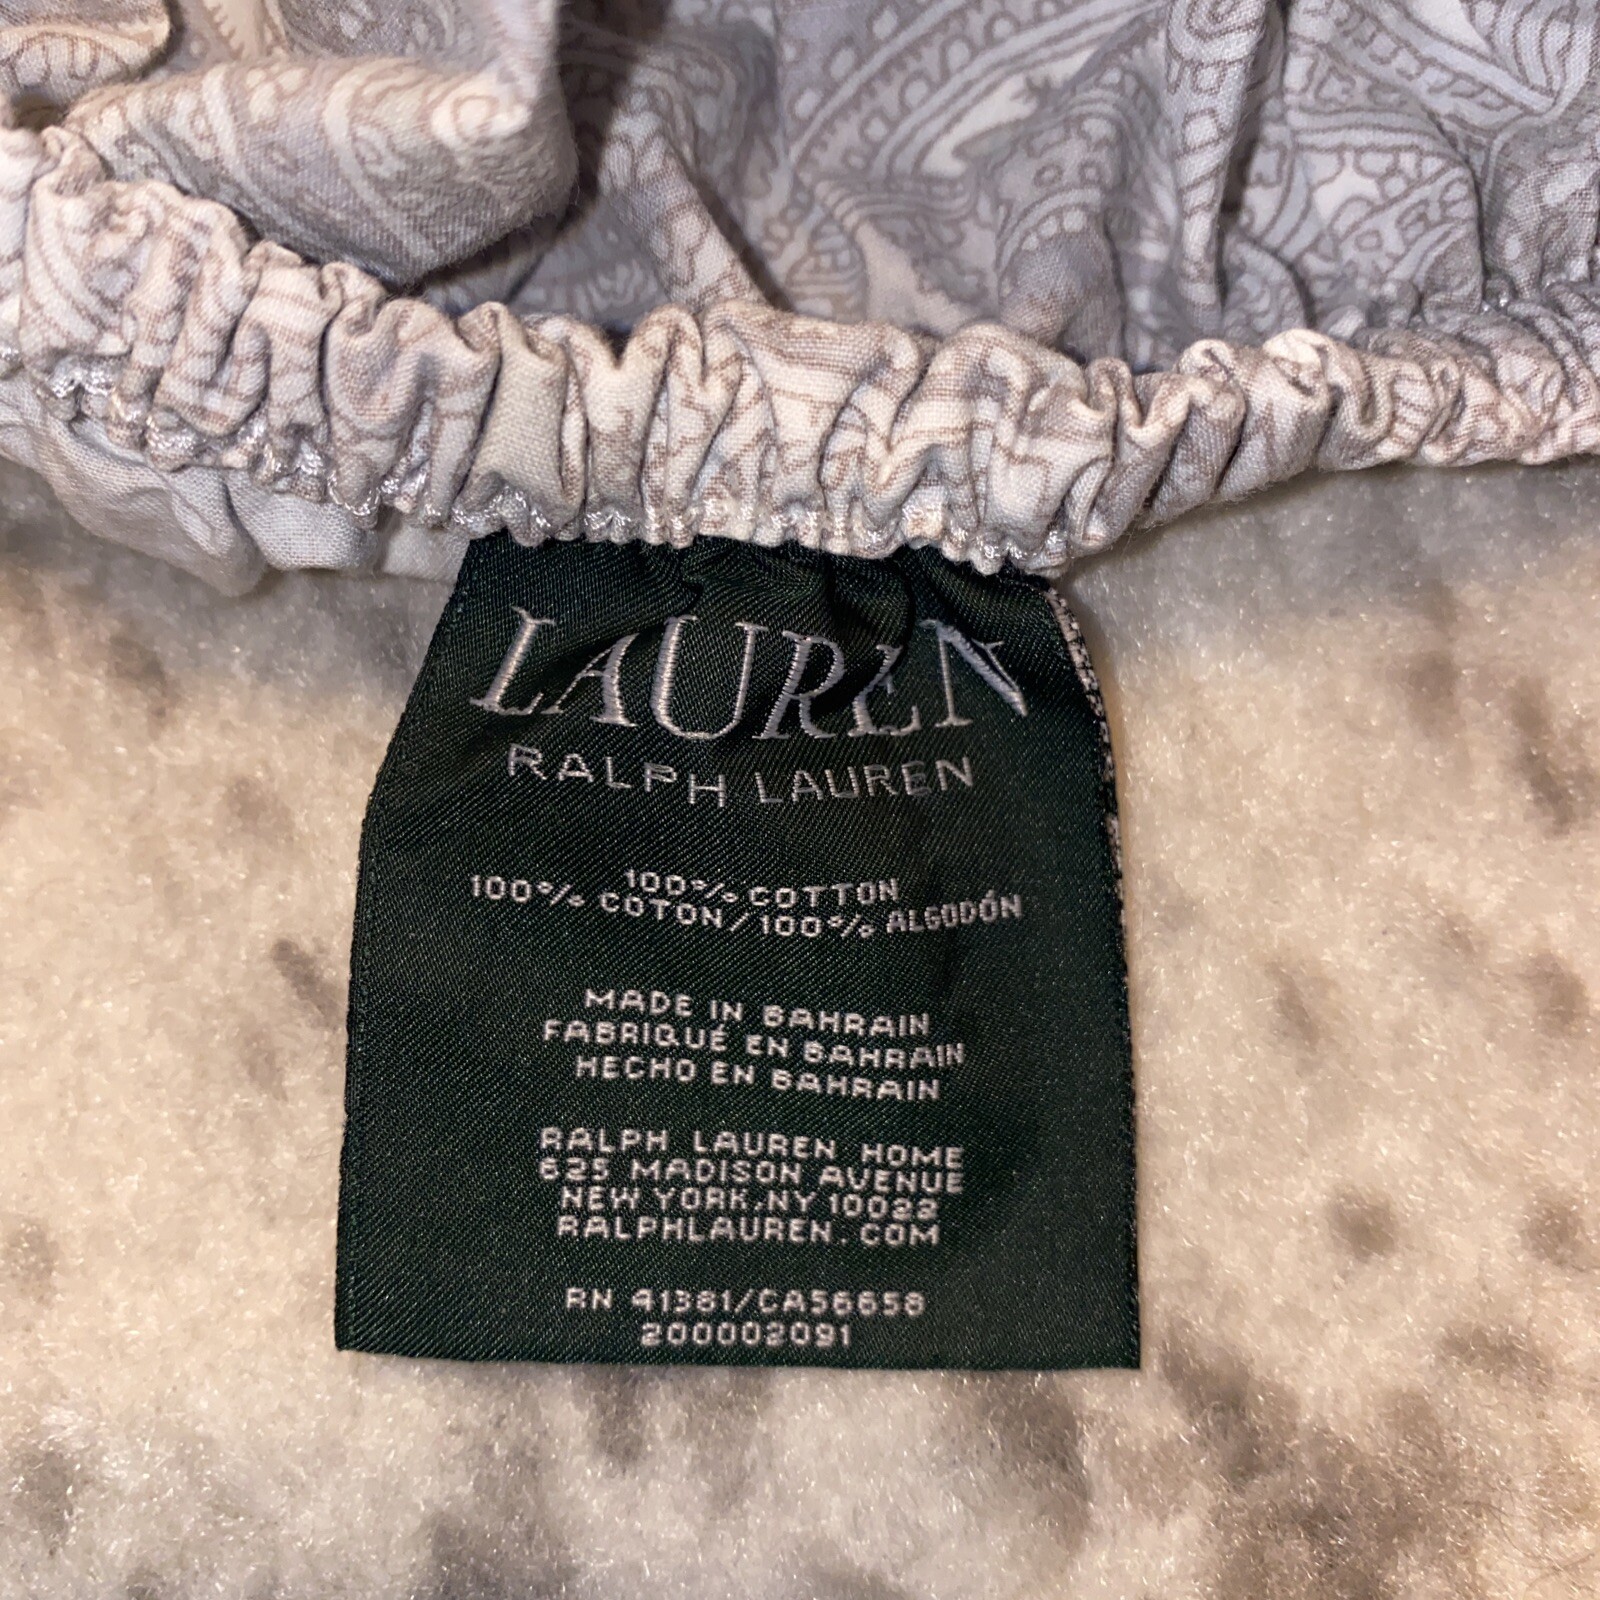 LAUREN
RALPH LAUREN
100% COTTON
100% COTON/100% ALGODÓN
MADE IN BAHRAIN
FABRIQUÉ EN BAHRAIN
HECHO EN BAHRAIN
RALPH LAUREN HOME
625 MADISON AVENUE
NEW YORK, NY 10022
RALPHLAUREN.COM
RN 41381/CA56658
200002091